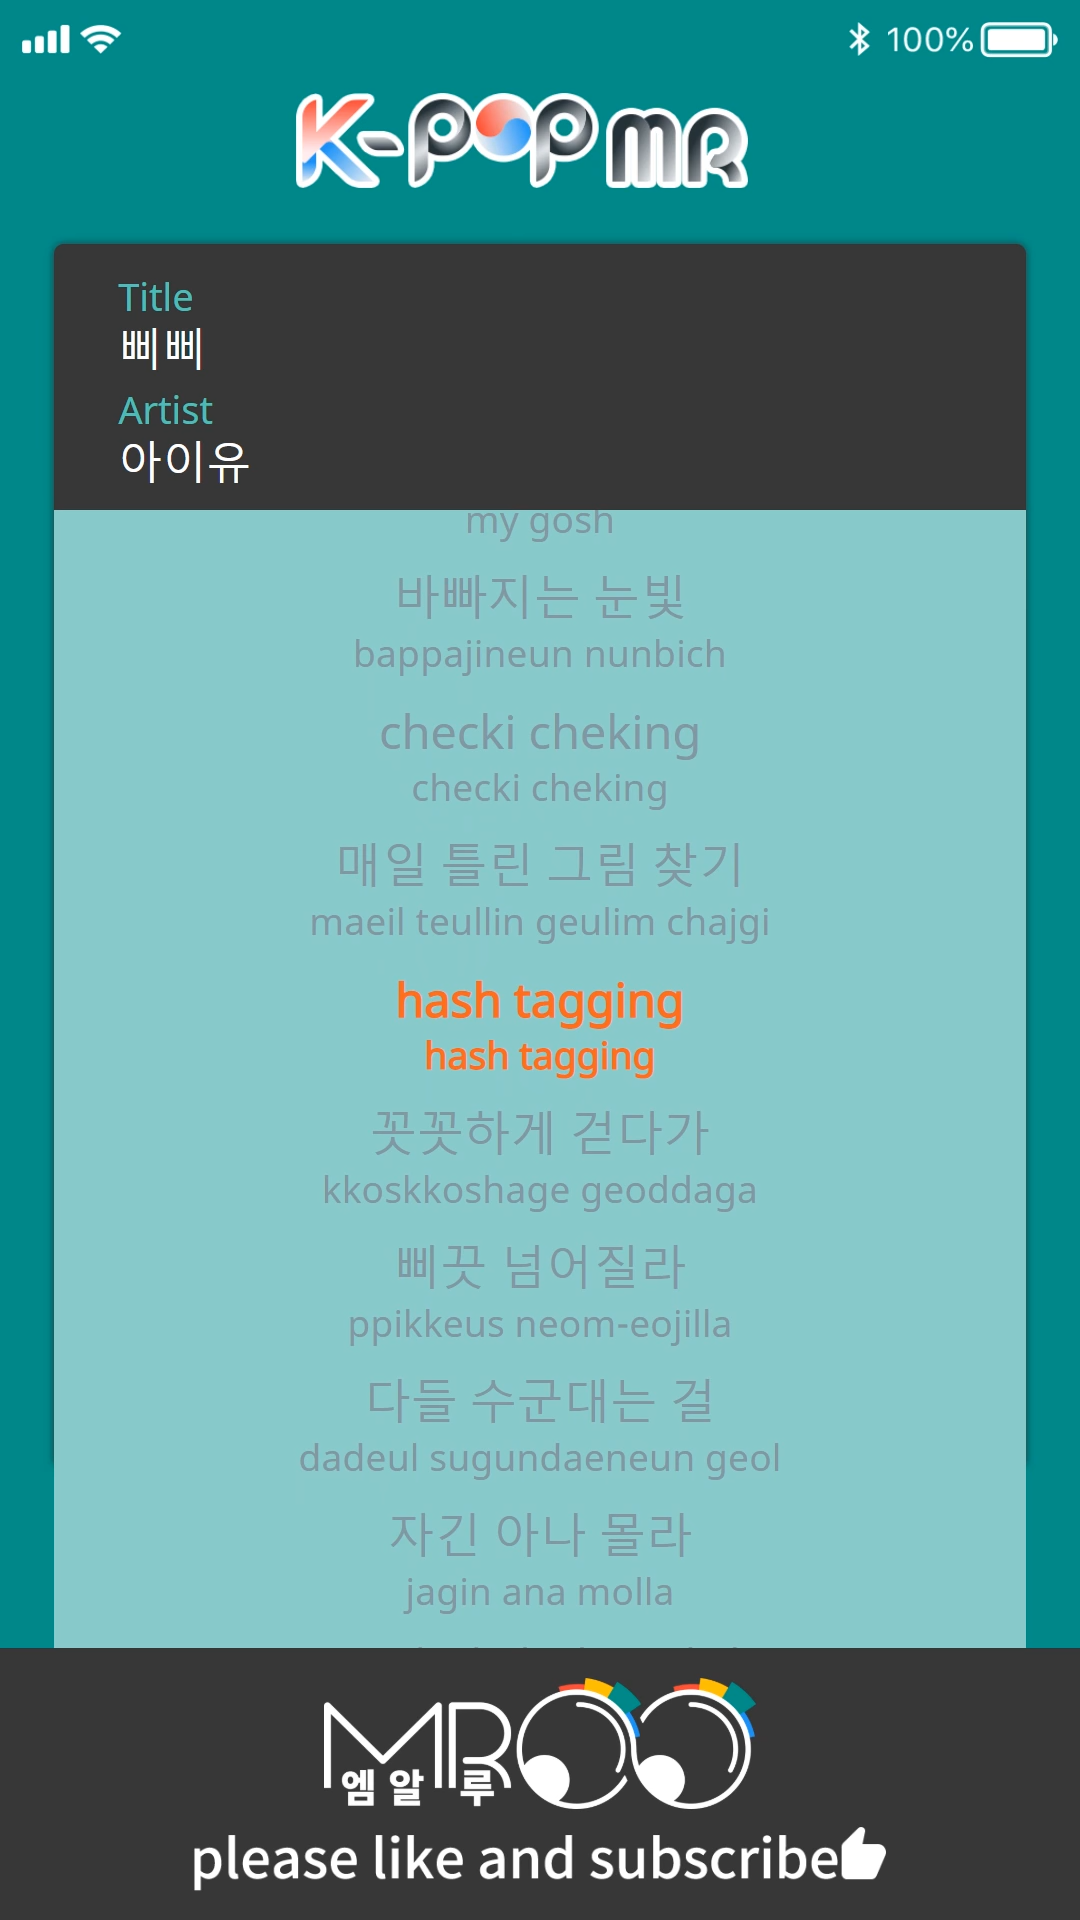 100%
K-POP MR
Title
삐삐
Artist
아이유
my gosh
바빠지는 눈빛
bappajineun nunbich
checki cheking
checki cheking
매일 틀린 그림 찾기
maeil teullin geulim chajgi
hash tagging
hash tagging
꼿꼿하게 걷다가
kkoskkoshage geoddaga
삐끗 넘어질라
ppikkeus neom-eojilla
다들 수군대는 걸
dadeul sugundaeneun geol
자긴 아나 몰라
jagin ana molla
MROO
엠알루
please like and subscribe